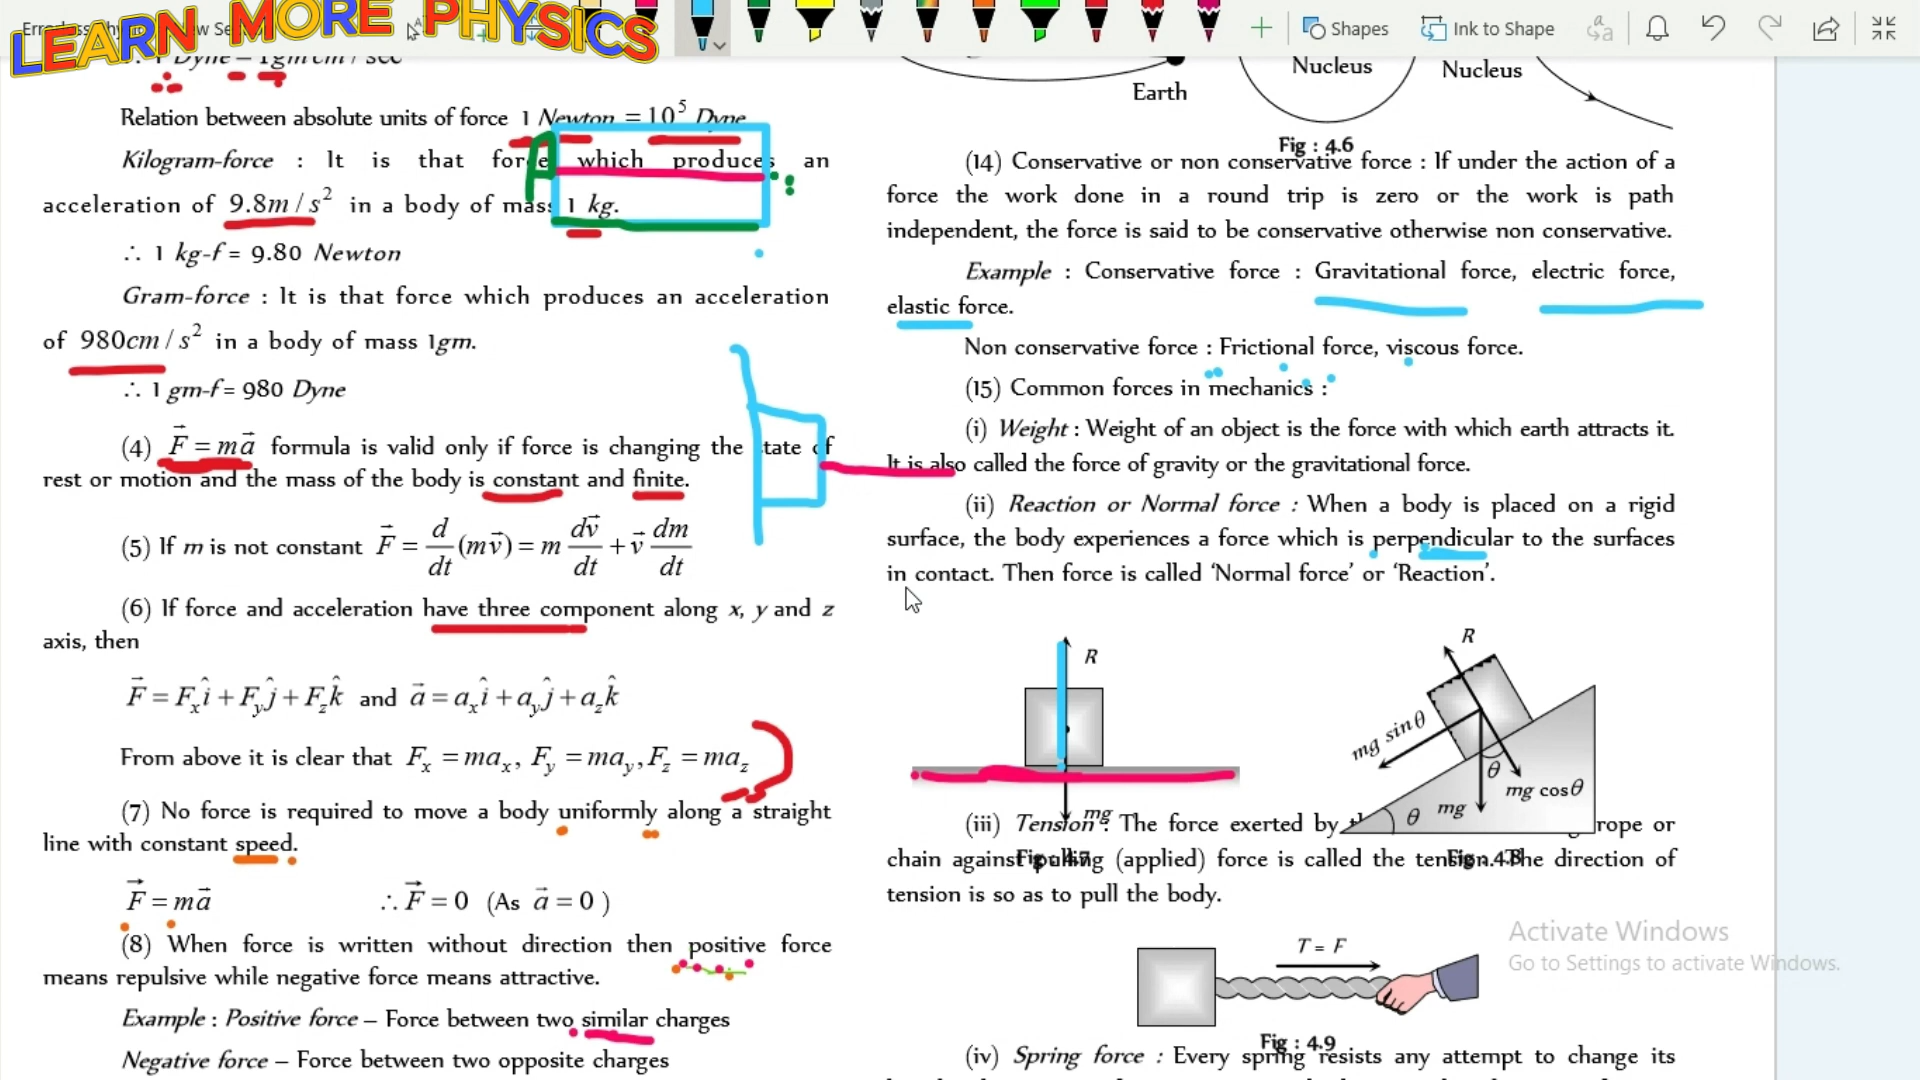 LEARN MORE PHYSICS
Shapes
Ink to Shape
∴ 1 Dyne = 1gm cm / sec
Relation between absolute units of force 1 Newton = 10⁵ Dyne
Kilogram-force : It is that force which produces an
acceleration of 9.8m / s² in a body of mass 1 kg.
∴ 1 kg-f = 9.80 Newton
Gram-force : It is that force which produces an acceleration
of 980cm / s² in a body of mass 1gm.
∴ 1 gm-f = 980 Dyne
(4) F⃗ = ma⃗ formula is valid only if force is changing the state of
rest or motion and the mass of the body is constant and finite.
(5) If m is not constant F⃗ = d/dt (mv⃗) = m dv⃗/dt + v⃗ dm/dt
(6) If force and acceleration have three component along x, y and z
axis, then
F⃗ = Fₓî + F_yĵ + F_zk̂ and a⃗ = aₓî + a_yĵ + a_zk̂
From above it is clear that Fₓ = maₓ, F_y = ma_y, F_z = ma_z
(7) No force is required to move a body uniformly along a straight
line with constant speed.
F⃗ = ma⃗ ∴ F⃗ = 0 (As a⃗ = 0 )
(8) When force is written without direction then positive force
means repulsive while negative force means attractive.
Example : Positive force – Force between two similar charges
Negative force – Force between two opposite charges
Earth
Nucleus
Nucleus
Fig : 4.6
(14) Conservative or non conservative force : If under the action of a
force the work done in a round trip is zero or the work is path
independent, the force is said to be conservative otherwise non conservative.
Example : Conservative force : Gravitational force, electric force,
elastic force.
Non conservative force : Frictional force, viscous force.
(15) Common forces in mechanics :
(i) Weight : Weight of an object is the force with which earth attracts it.
It is also called the force of gravity or the gravitational force.
(ii) Reaction or Normal force : When a body is placed on a rigid
surface, the body experiences a force which is perpendicular to the surfaces
in contact. Then force is called ‘Normal force’ or ‘Reaction’.
R
mg
Fig : 4.7
R
mg sinθ
θ
mg cosθ
mg
θ
Fig : 4.8
(iii) Tension : The force exerted by rope or
chain against pulling (applied) force is called the tension. The direction of
tension is so as to pull the body.
T = F
Fig : 4.9
(iv) Spring force : Every spring resists any attempt to change its
Activate Windows
Go to Settings to activate Windows.